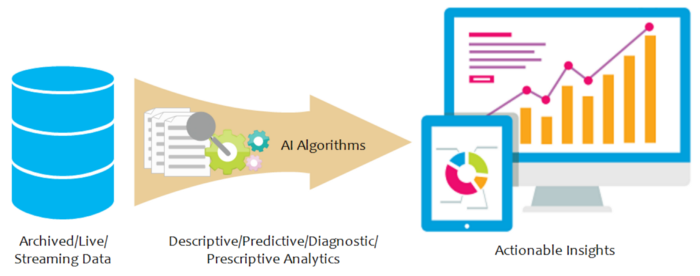 AI Algorithms
Archived/Live/
Streaming Data
Descriptive/Predictive/Diagnostic/
Prescriptive Analytics
Actionable Insights